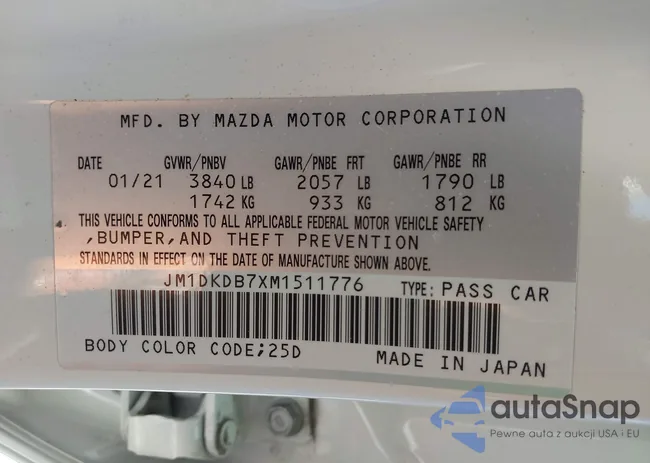 MFD. BY MAZDA MOTOR CORPORATION
DATE GVWR/PNBV GAWR/PNBE FRT GAWR/PNBE RR
01/21 3840 LB 2057 LB 1790 LB
1742 KG 933 KG 812 KG
THIS VEHICLE CONFORMS TO ALL APPLICABLE FEDERAL MOTOR VEHICLE SAFETY
,BUMPER,AND THEFT PREVENTION
STANDARDS IN EFFECT ON THE DATE OF MANUFACTURE SHOWN ABOVE.
JM1DKDB7XM1511776 TYPE: PASS CAR
BODY COLOR CODE;25D MADE IN JAPAN
autaSnap
Pewne auta z aukcji USA i EU